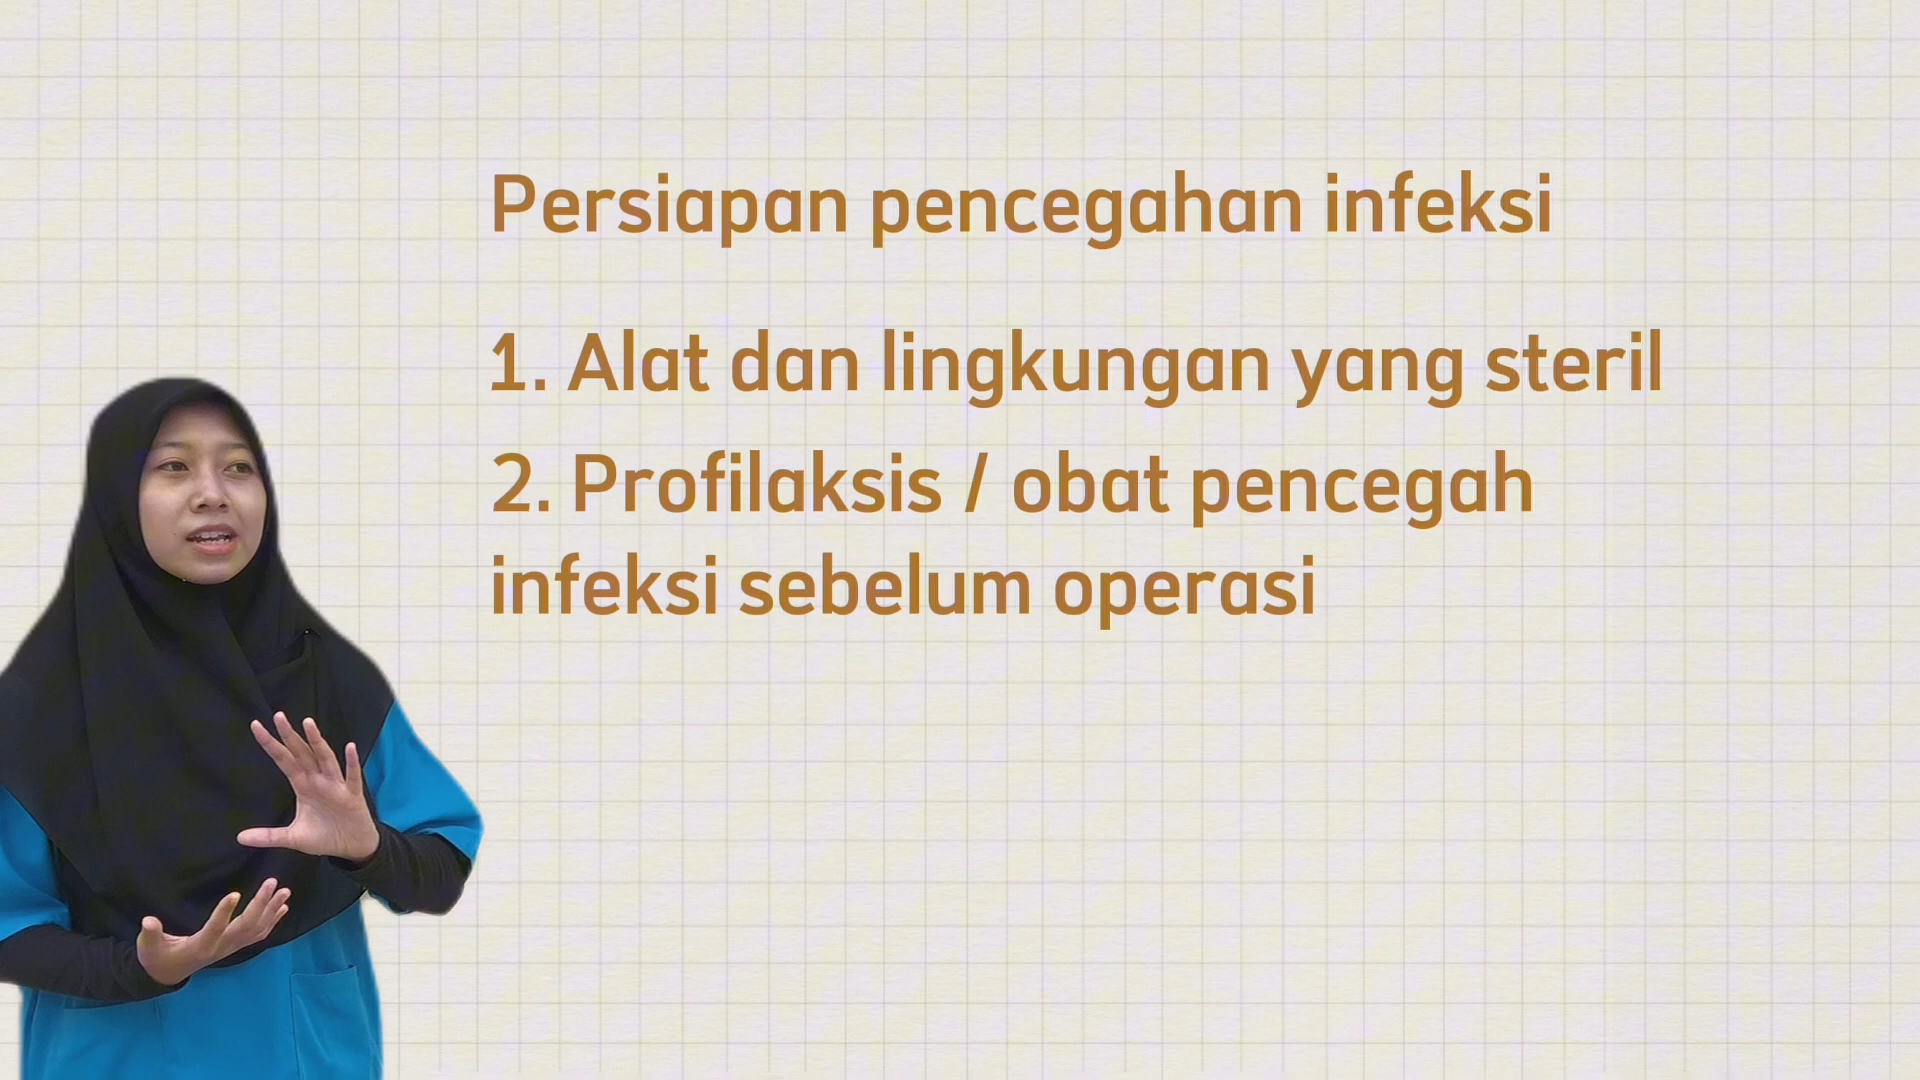 Persiapan pencegahan infeksi
1. Alat dan lingkungan yang steril
2. Profilaksis / obat pencegah
infeksi sebelum operasi